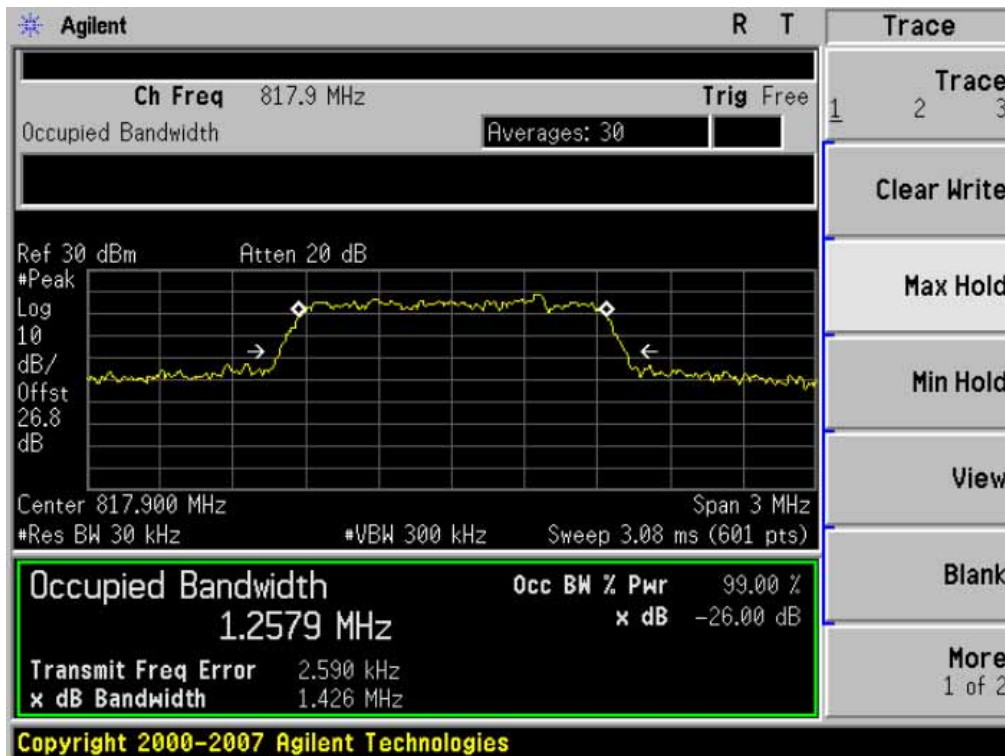 Agilent R T
Trace
Ch Freq 817.9 MHz Trig Free
Occupied Bandwidth Averages: 30
Trace
1 2 3
Clear Write
Max Hold
Min Hold
View
Blank
More
1 of 2
Ref 30 dBm Atten 20 dB
#Peak
Log
10
dB/
Offst
26.8
dB
Center 817.900 MHz Span 3 MHz
#Res BW 30 kHz #VBW 300 kHz Sweep 3.08 ms (601 pts)
Occupied Bandwidth
1.2579 MHz
Occ BW % Pwr 99.00 %
x dB -26.00 dB
Transmit Freq Error 2.590 kHz
x dB Bandwidth 1.426 MHz
Copyright 2000-2007 Agilent Technologies